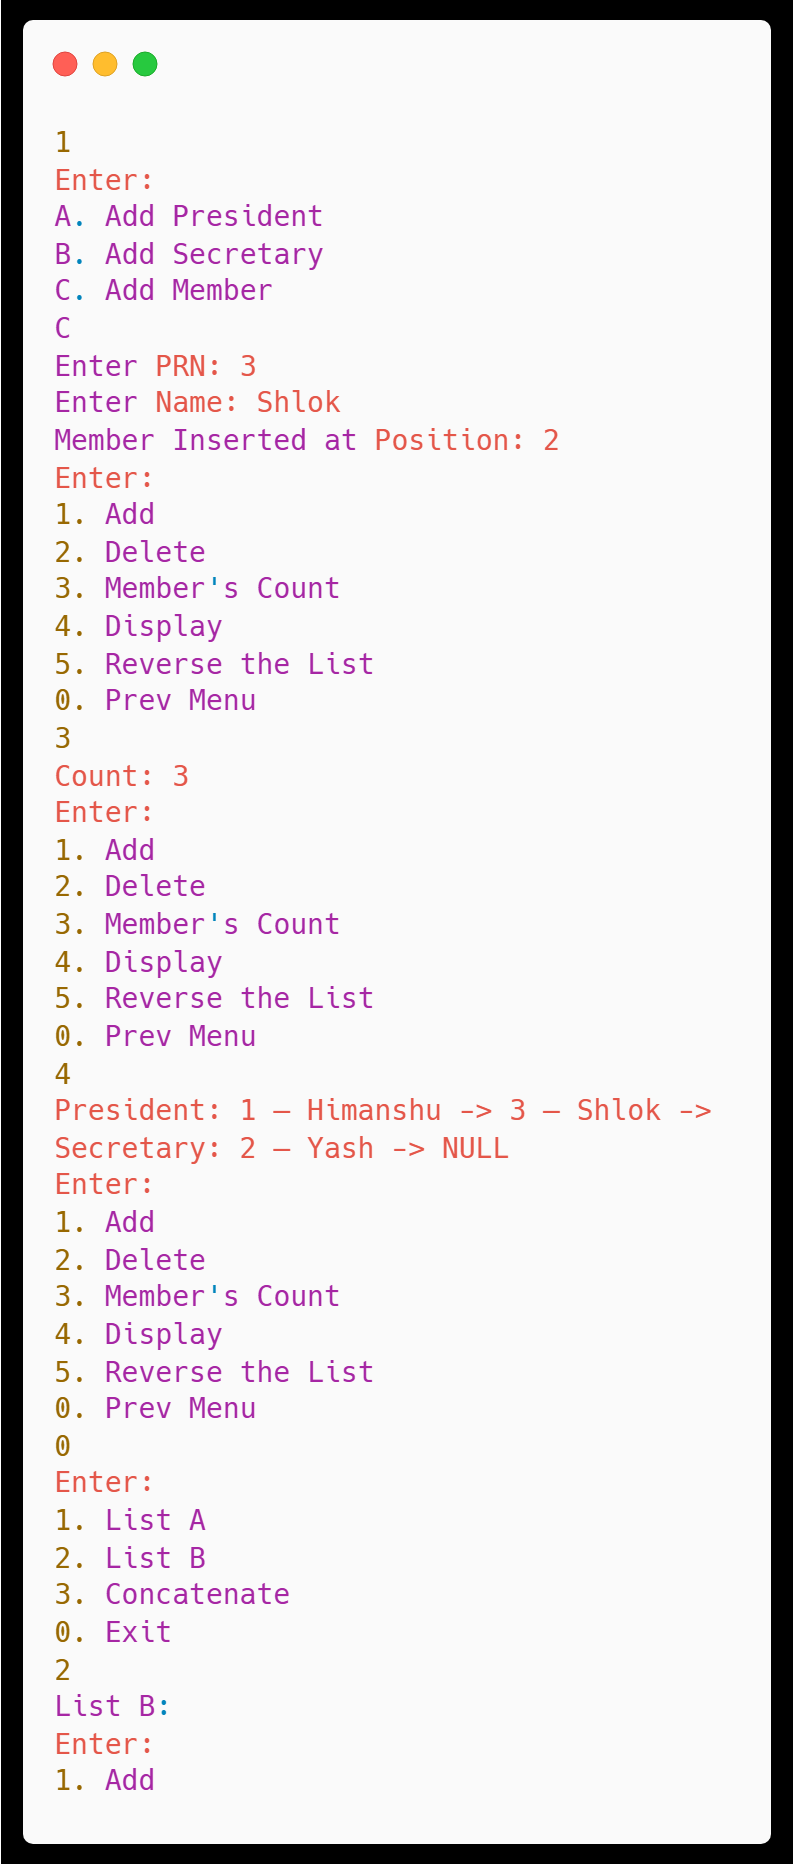 1
Enter:
A. Add President
B. Add Secretary
C. Add Member
C
Enter PRN: 3
Enter Name: Shlok
Member Inserted at Position: 2
Enter:
1. Add
2. Delete
3. Member's Count
4. Display
5. Reverse the List
0. Prev Menu
3
Count: 3
Enter:
1. Add
2. Delete
3. Member's Count
4. Display
5. Reverse the List
0. Prev Menu
4
President: 1 – Himanshu -> 3 – Shlok ->
Secretary: 2 – Yash -> NULL
Enter:
1. Add
2. Delete
3. Member's Count
4. Display
5. Reverse the List
0. Prev Menu
0
Enter:
1. List A
2. List B
3. Concatenate
0. Exit
2
List B:
Enter:
1. Add